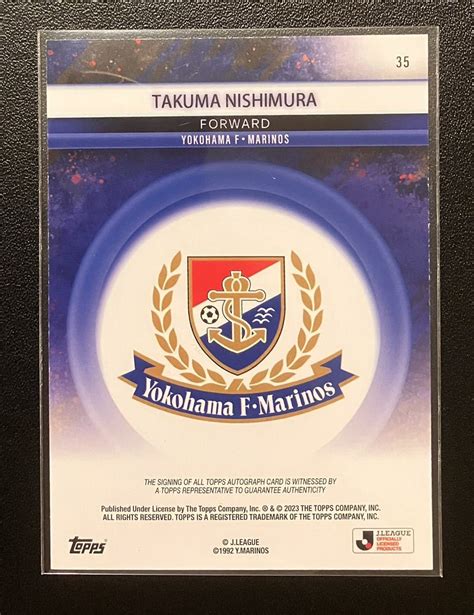 35
TAKUMA NISHIMURA
FORWARD
YOKOHAMA F•MARINOS
Yokohama F•Marinos
THE SIGNING OF ALL TOPPS AUTOGRAPH CARD IS WITNESSED BY
A TOPPS REPRESENTATIVE TO GUARANTEE AUTHENTICITY
Published Under License by The Topps Company, Inc. ® & © 2023 THE TOPPS COMPANY, INC.
ALL RIGHTS RESERVED. TOPPS IS A REGISTERED TRADEMARK OF THE TOPPS COMPANY, INC.
Topps
© J.LEAGUE
©1992 Y.MARINOS
J.LEAGUE
OFFICIALLY
LICENSED
PRODUCTS